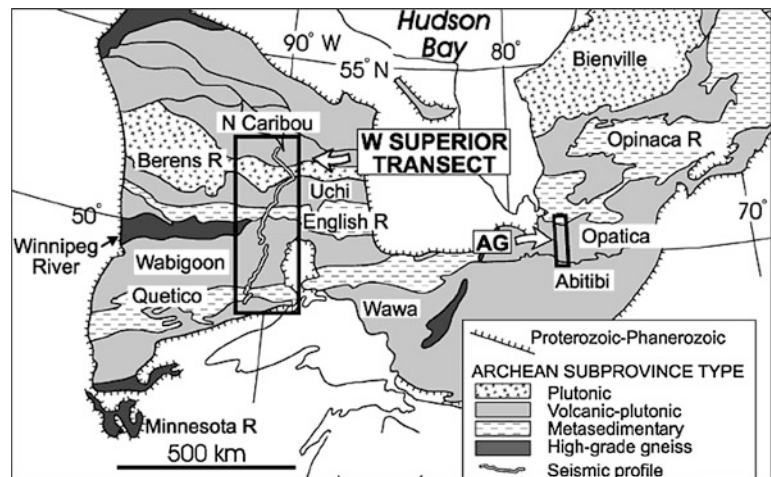 Hudson
Bay
90 W
80
55 N
Bienville
N Caribou
W SUPERIOR
TRANSECT
Opinaca R
Berens R
Uchi
50
English R
70
Winnipeg
River
AG
Opatica
Wabigoon
Abitibi
Quetico
Wawa
Proterozoic-Phanerozoic
ARCHEAN SUBPROVINCE TYPE
Plutonic
Volcanic-plutonic
Metasedimentary
High-grade gneiss
Seismic profile
Minnesota R
500 km